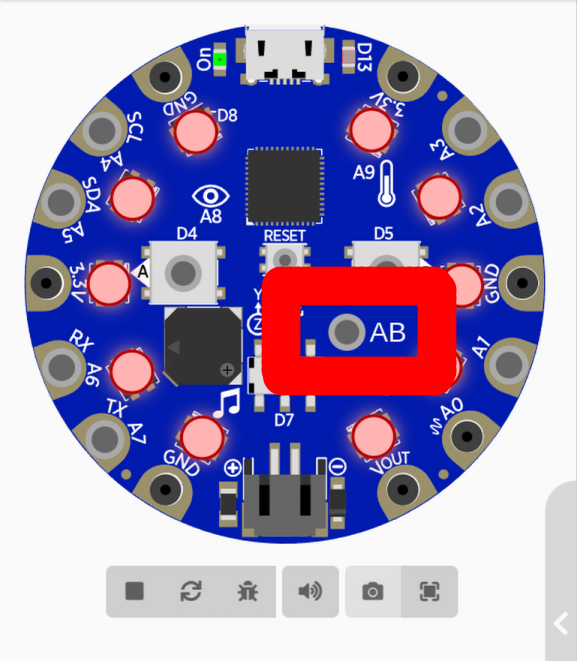 On
D13
GND
D8
3.3V
SCL
A4
A3
SDA
A5
A8
A9
A2
D4
RESET
D5
3.3V
A
Y
Z
AB
GND
RX
A6
A1
TX
A7
D7
A0
GND
VOUT